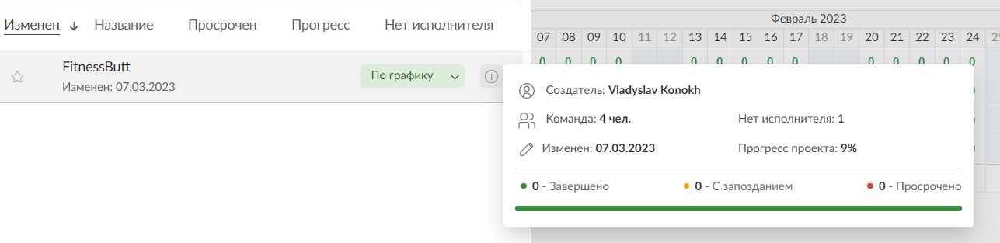 Изменен ↓ Название Просрочен Прогресс Нет исполнителя
Февраль 2023
07 08 09 10 11 12 13 14 15 16 17 18 19 20 21 22 23 24
0 0 0 0 0 0 0 0 0 0 0 0 0 0
FitnessButt
Изменен: 07.03.2023
По графику
Создатель: Vladyslav Konokh
Команда: 4 чел. Нет исполнителя: 1
Изменен: 07.03.2023 Прогресс проекта: 9%
0 - Завершено 0 - С запозданием 0 - Просрочено